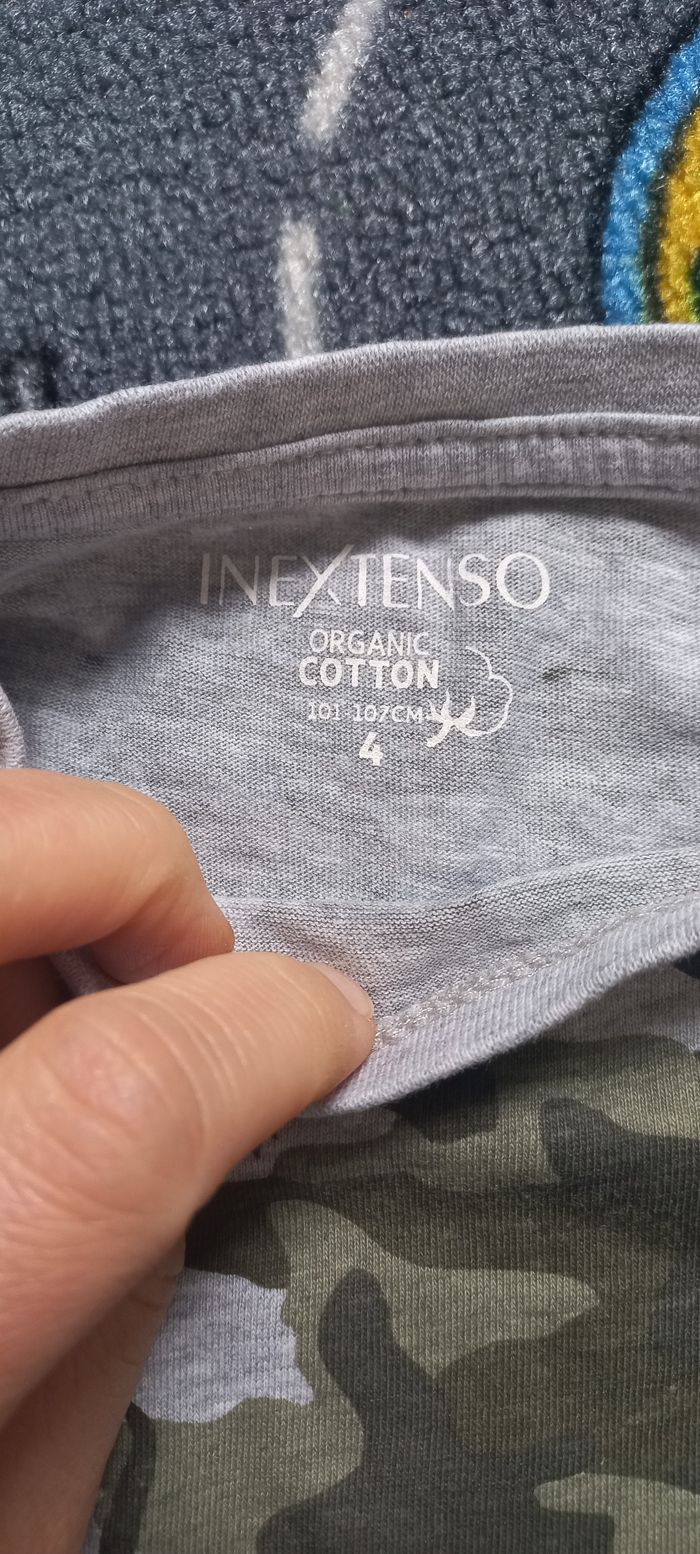 INEXTENSO
ORGANIC
COTTON
101-107CM
4